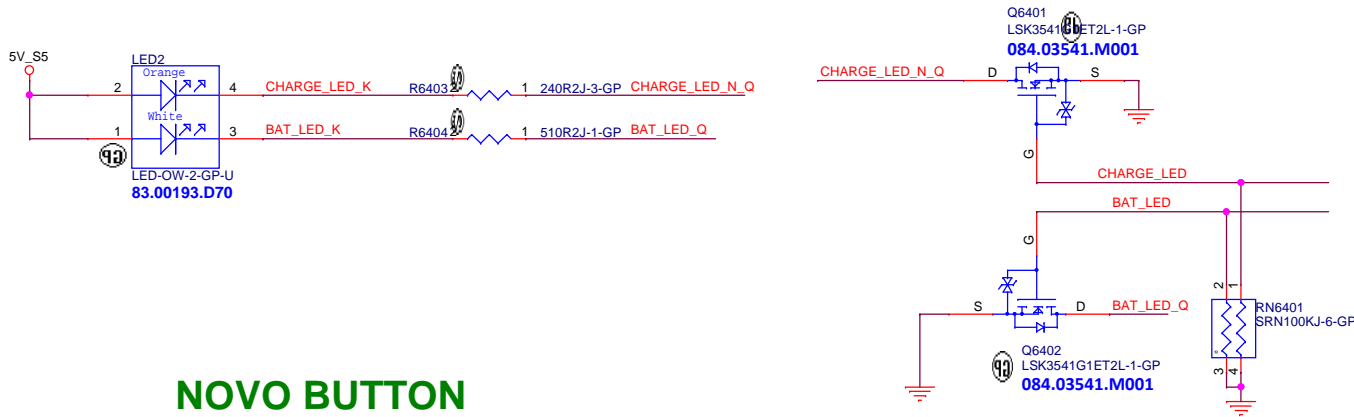 5V_S5
LED2
Orange
2
4
CHARGE_LED_K
R6403
2
1
240R2J-3-GP
CHARGE_LED_N_Q
White
1
3
BAT_LED_K
R6404
2
1
510R2J-1-GP
BAT_LED_Q
GP
LED-OW-2-GP-U
83.00193.D70
Q6401
LSK3541G1ET2L-1-GP
GP
084.03541.M001
CHARGE_LED_N_Q
D
S
G
CHARGE_LED
BAT_LED
G
S
D
BAT_LED_Q
2
1
RN6401
SRN100KJ-6-GP
3
4
Q6402
LSK3541G1ET2L-1-GP
GP
084.03541.M001
NOVO BUTTON